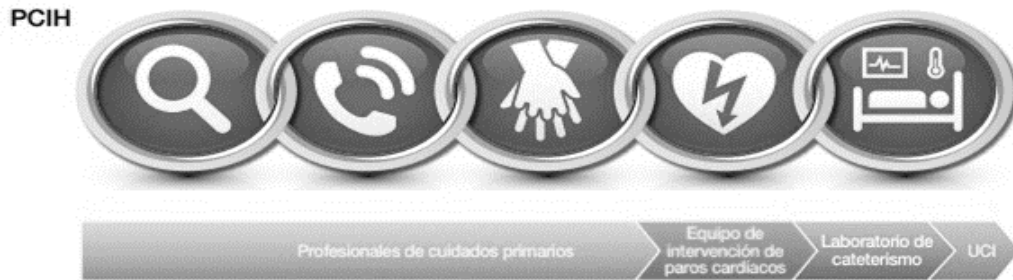 PCIH
Profesionales de cuidados primarios
Equipo de
intervención de
paros cardíacos
Laboratorio de
cateterismo
UCI